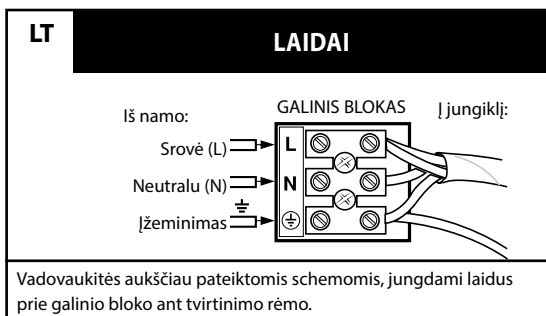 LT
LAIDAI
Iš namo:
GALINIS BLOKAS
Į jungiklį:
Srovė (L)
L
Neutralu (N)
N
Įžeminimas
Vadovaukitės aukščiau pateiktomis schemomis, jungdami laidus
prie galinio bloko ant tvirtinimo rėmo.